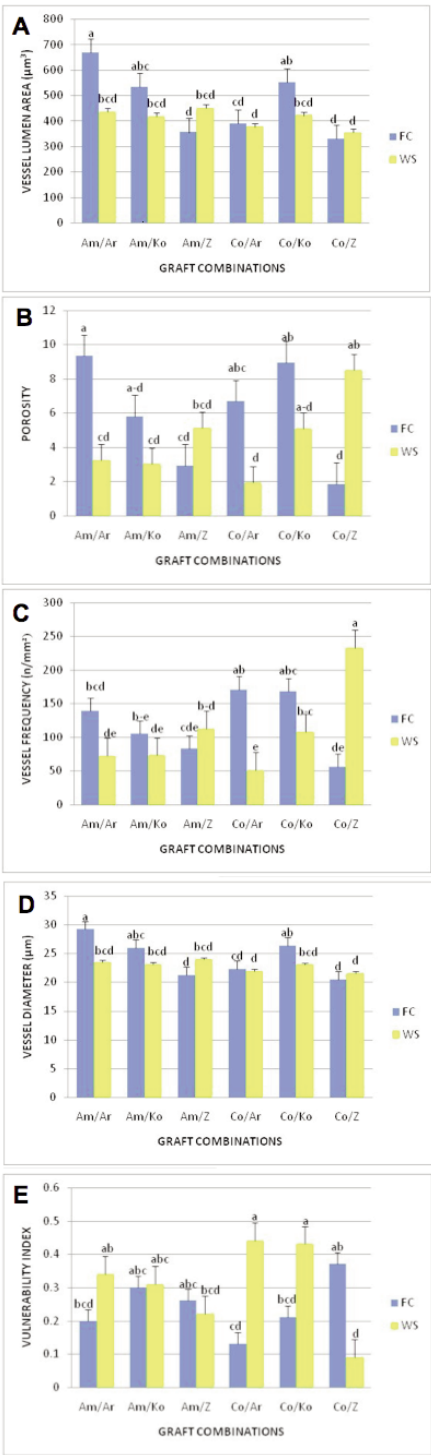 A
VESSEL LUMEN AREA (µm³)
800
700
600
500
400
300
200
100
0
a
bcd
abc
bcd
d
bcd
cd
d
ab
bcd
d
d
FC
WS
Am/Ar Am/Ko Am/Z Co/Ar Co/Ko Co/Z
GRAFT COMBINATIONS
B
POROSITY
12
10
8
6
4
2
0
a
cd
a-d
cd
cd
bcd
abc
d
ab
a-d
d
ab
FC
WS
Am/Ar Am/Ko Am/Z Co/Ar Co/Ko Co/Z
GRAFT COMBINATIONS
C
VESSEL FREQUENCY (n/mm²)
300
250
200
150
100
50
0
bcd
de
b-e
de
cde
b-d
ab
e
abc
b-c
de
a
FC
WS
Am/Ar Am/Ko Am/Z Co/Ar Co/Ko Co/Z
GRAFT COMBINATIONS
D
VESSEL DIAMETER (µm)
35
30
25
20
15
10
5
0
a
bcd
abc
bcd
d
bcd
cd
d
ab
bcd
d
d
FC
WS
Am/Ar Am/Ko Am/Z Co/Ar Co/Ko Co/Z
GRAFT COMBINATIONS
E
VULNERABILITY INDEX
0.6
0.5
0.4
0.3
0.2
0.1
0
bcd
ab
abc
abc
abc
bcd
cd
a
bcd
a
ab
d
FC
WS
Am/Ar Am/Ko Am/Z Co/Ar Co/Ko Co/Z
GRAFT COMBINATIONS